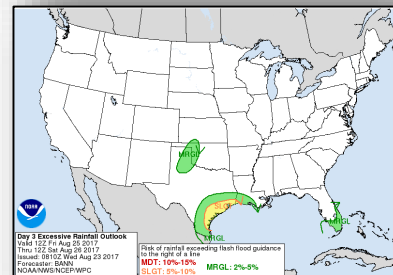 MRGL
SLGT
MRGL
MRGL
noaa
Day 3 Excessive Rainfall Outlook
Valid 12Z Fri Aug 25 2017
Thru 12Z Sat Aug 26 2017
Issued: 0810Z Wed Aug 23 2017
Forecaster: BANN
NOAA/NWS/NCEP/WPC
Risk of rainfall exceeding flash flood guidance
to the right of a line
MDT: 10%-15%
SLGT: 5%-10% MRGL: 2%-5%